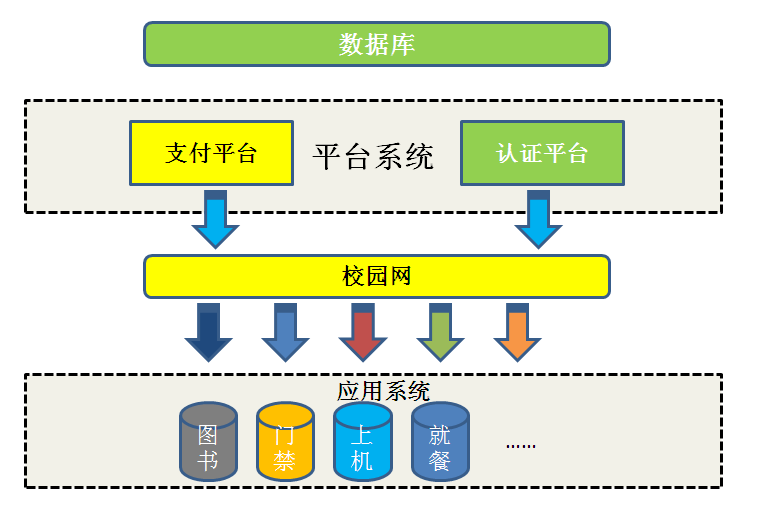 数据库
支付平台
平台系统
认证平台
校园网
应用系统
图
书
门
禁
上
机
就
餐
......